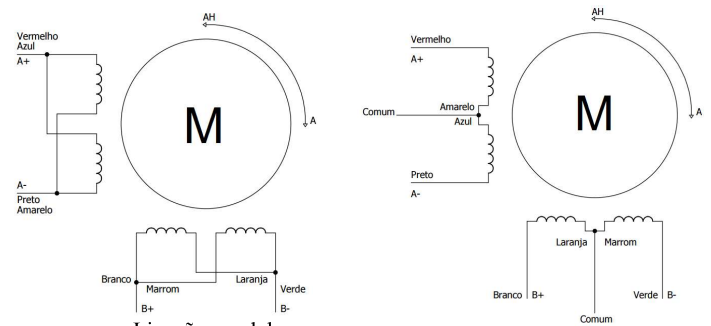 AH
Vermelho
Azul
A+
M
A
A-
Preto
Amarelo
Branco
Marrom
Laranja
Verde
B+
B-
AH
Vermelho
A+
Comum
Amarelo
Azul
M
A
Preto
A-
Laranja
Marrom
Branco
B+
Verde
B-
Comum